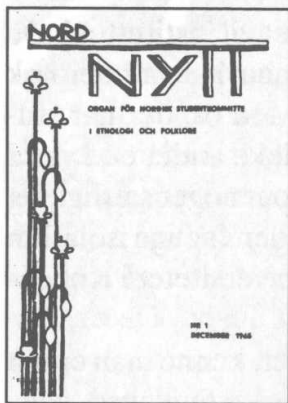 NORD
NYTT
ORGAN FÖR NORDISK STUDENTKOMMITTE
I ETNOLOGI OCH FOLKLORE
NR 1
DECEMBER